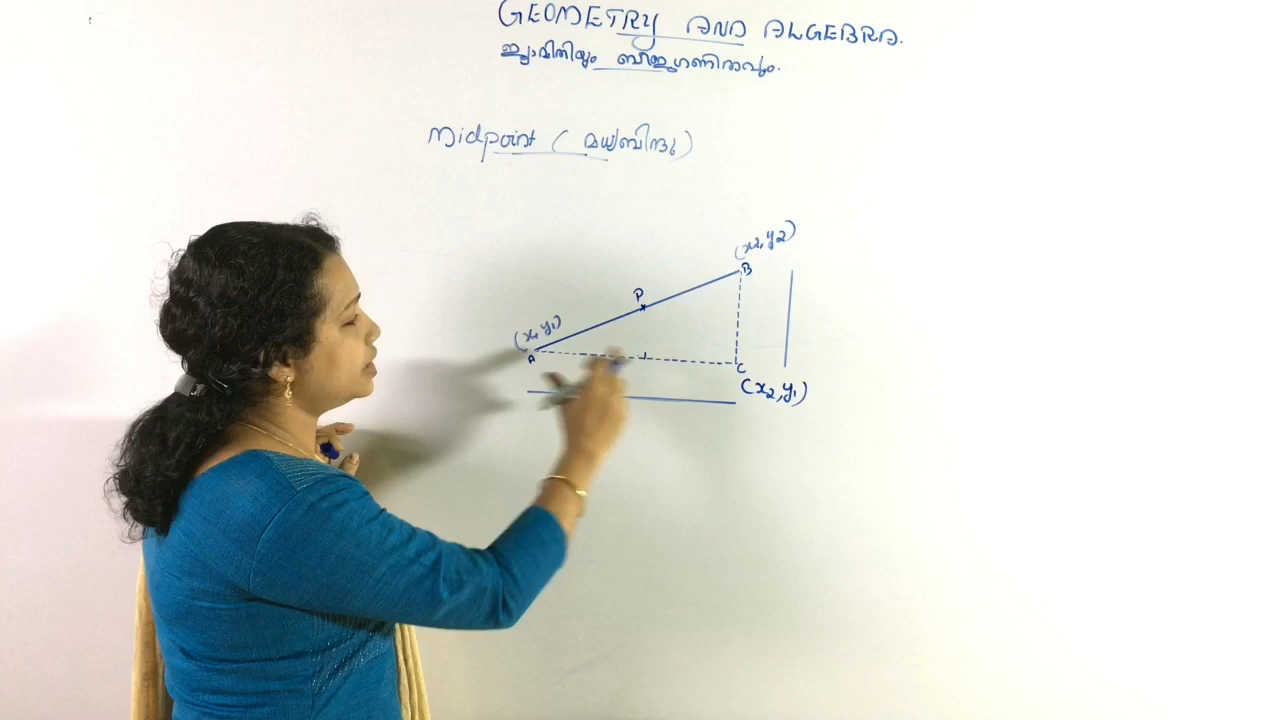 GEOMETRY AND ALGEBRA.
ജ്യാമിതിയും ബീജഗണിതവും.
Midpoint ( മധ്യബിന്ദു )
(x2, y2)
B
P
(x1, y1)
A
C
(x2, y1)